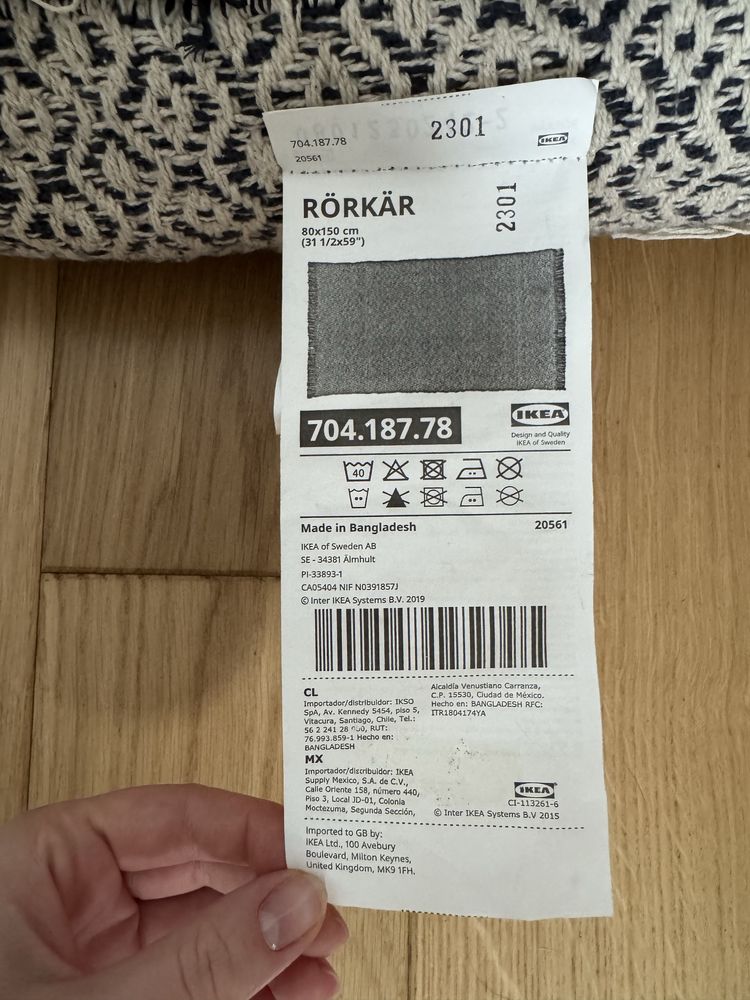 704.187.78
2301
IKEA
20561
RÖRKÄR
2301
80x150 cm
(31 1/2x59")
704.187.78
IKEA
Design and Quality
IKEA of Sweden
40
Made in Bangladesh
20561
IKEA of Sweden AB
SE - 34381 Älmhult
PI-33893-1
CA05404 NIF N0391857J
© Inter IKEA Systems B.V. 2019
CL
Importador/distribuidor: IKSO
SpA, Av. Kennedy 5454, piso 5,
Vitacura, Santiago, Chile, Tel.:
56 2 241 28 RUT:
76.993.859-1 Hecho en:
BANGLADESH
MX
Importador/distribuidor: IKEA
Supply Mexico, S.A. de C.V.,
Calle Oriente 158, número 440,
Piso 3, Local JD-01, Colonia
Moctezuma, Segunda Sección,
Alcaldía Venustiano Carranza,
C.P. 15530, Ciudad de México.
Hecho en: BANGLADESH RFC:
ITR1804174YA
IKEA
CI-113261-6
© Inter IKEA Systems B.V 2015
Imported to GB by:
IKEA Ltd., 100 Avebury
Boulevard, Milton Keynes,
United Kingdom, MK9 1FH.